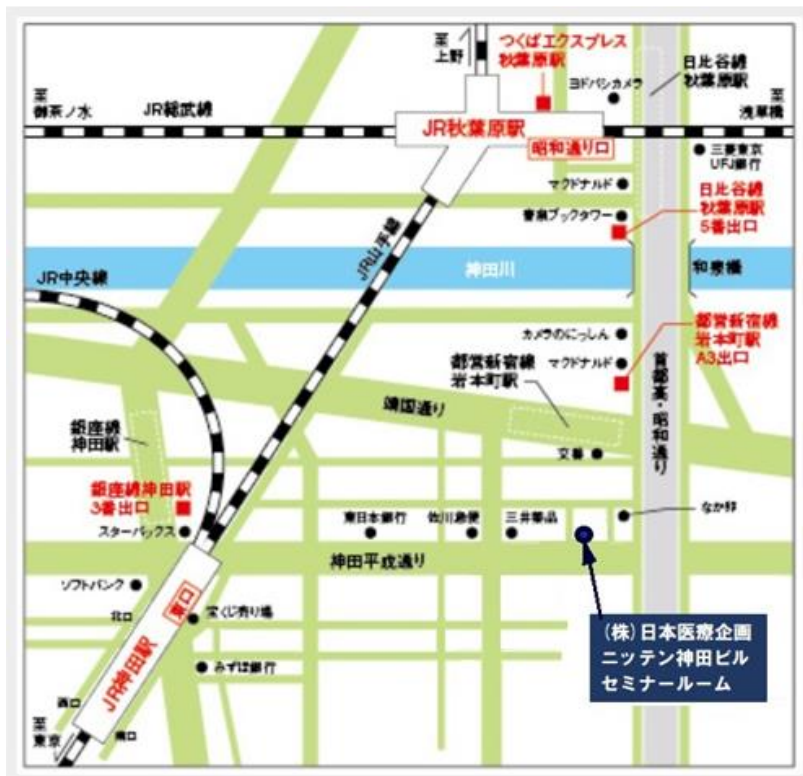 至
上野
つくばエクスプレス
秋葉原駅
日比谷線
秋葉原駅
ヨドバシカメラ
至
御茶ノ水
JR総武線
至
浅草橋
JR秋葉原駅
昭和通り口
三菱東京
UFJ銀行
マクドナルド
書泉ブックタワー
日比谷線
秋葉原駅
5番出口
JR山手線
JR中央線
神田川
和泉橋
カメラのにっしん
マクドナルド
都営新宿線
岩本町駅
A3出口
都営新宿線
岩本町駅
首都高・昭和通り
靖国通り
銀座線
神田駅
交番
銀座線神田駅
3番出口
スターバックス
東日本銀行
佐川急便
三井薬品
なか卯
神田平成通り
ソフトバンク
北口
東口
宝くじ売り場
(株)日本医療企画
ニッテン神田ビル
セミナールーム
みずほ銀行
JR神田駅
西口
南口
至
東京